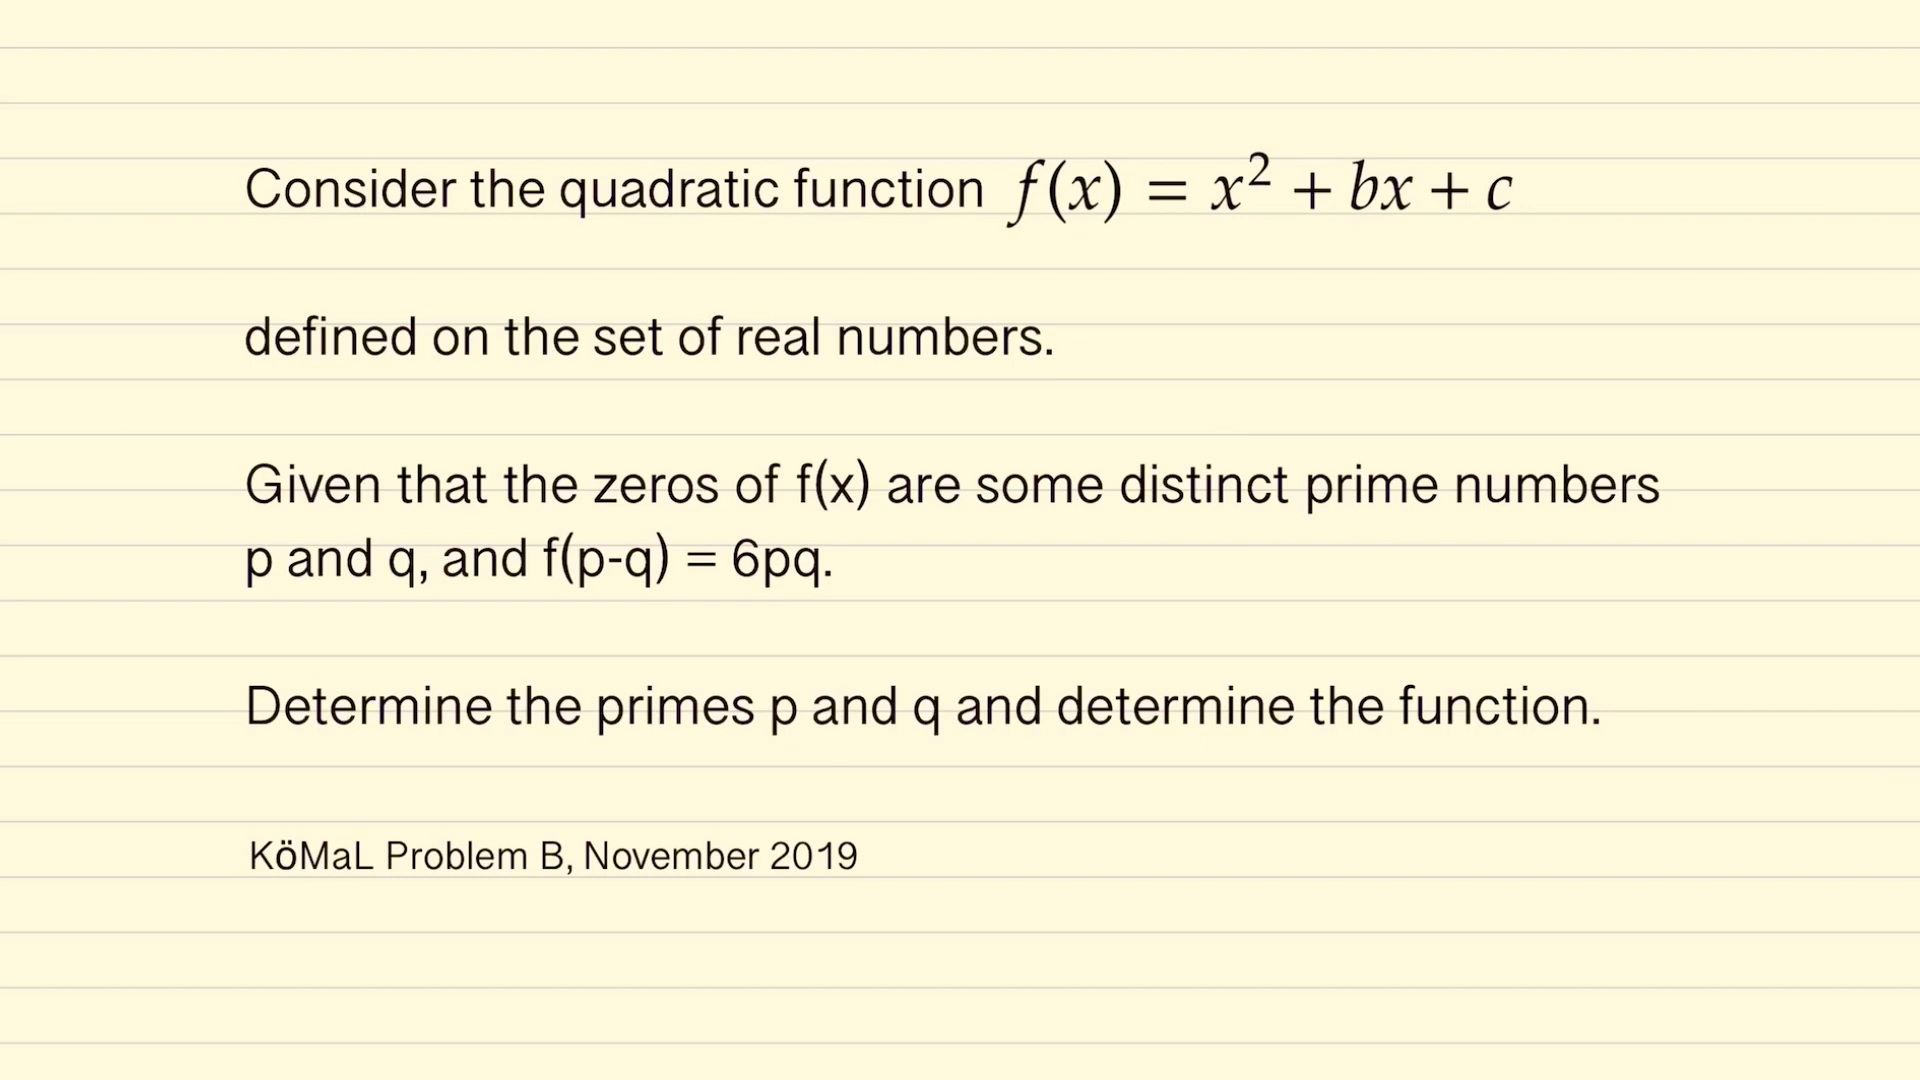 Consider the quadratic function f(x) = x² + bx + c
defined on the set of real numbers.
Given that the zeros of f(x) are some distinct prime numbers
p and q, and f(p-q) = 6pq.
Determine the primes p and q and determine the function.
KöMaL Problem B, November 2019